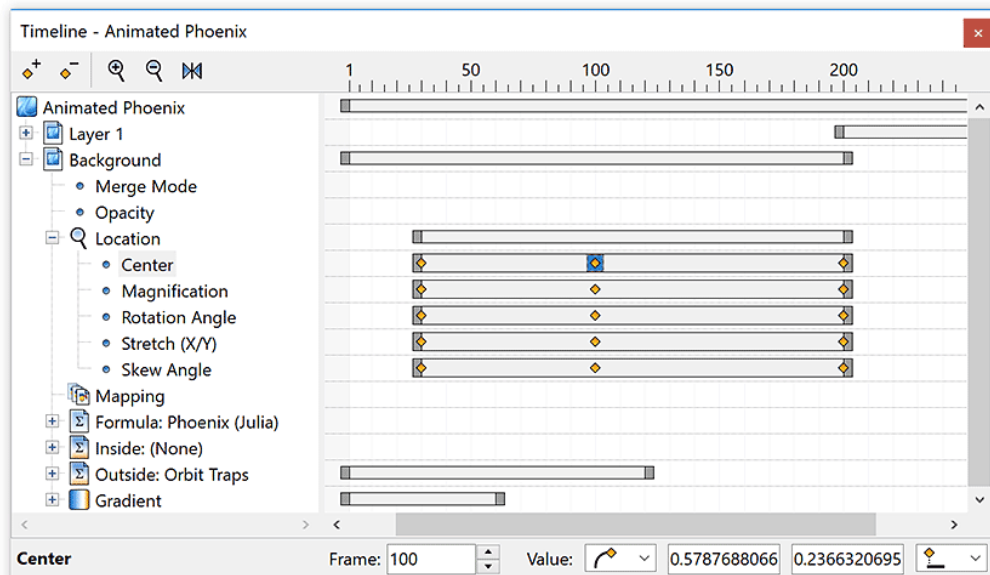 Timeline - Animated Phoenix
1 50 100 150 200
Animated Phoenix
Layer 1
Background
Merge Mode
Opacity
Location
Center
Magnification
Rotation Angle
Stretch (X/Y)
Skew Angle
Mapping
Formula: Phoenix (Julia)
Inside: (None)
Outside: Orbit Traps
Gradient
Center Frame: 100 Value: 0.5787688066 0.2366320695